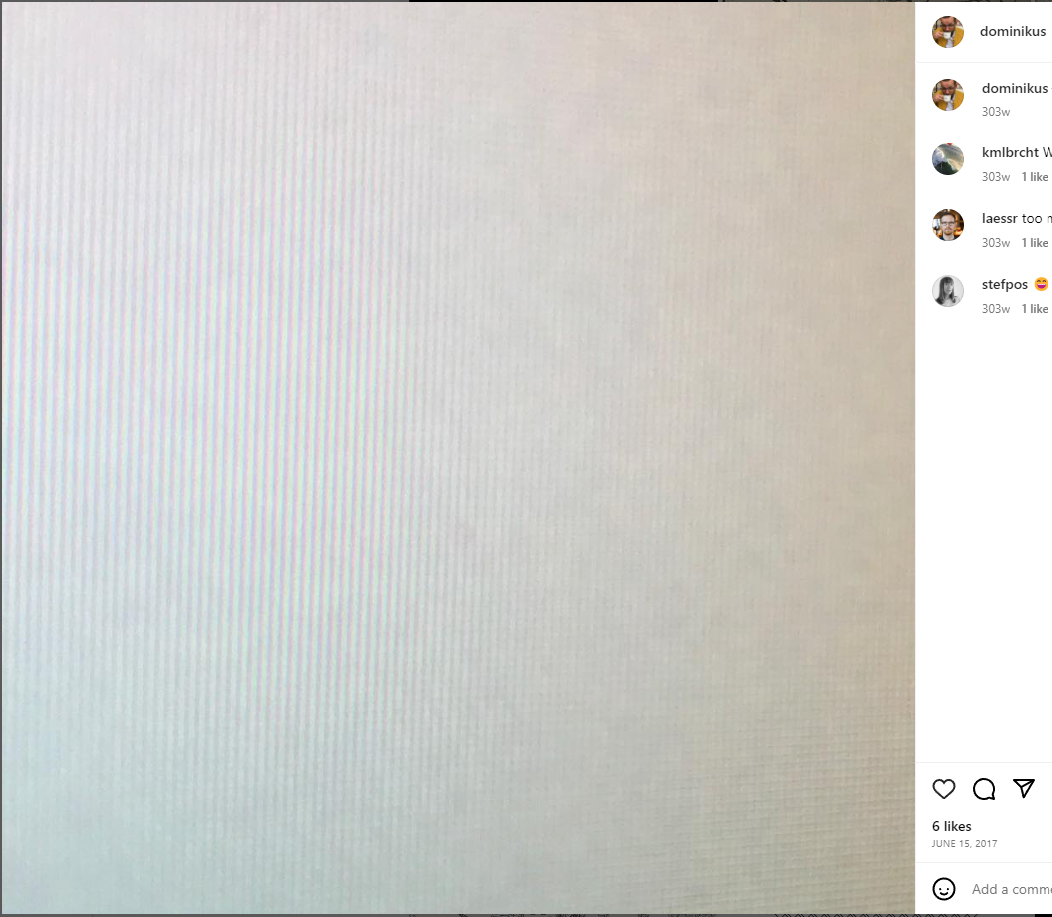 dominikus
dominikus
303w
kmlbrcht W
303w 1 like
laessr too
303w 1 like
stefpos 😄
303w 1 like
6 likes
JUNE 15, 2017
Add a comm